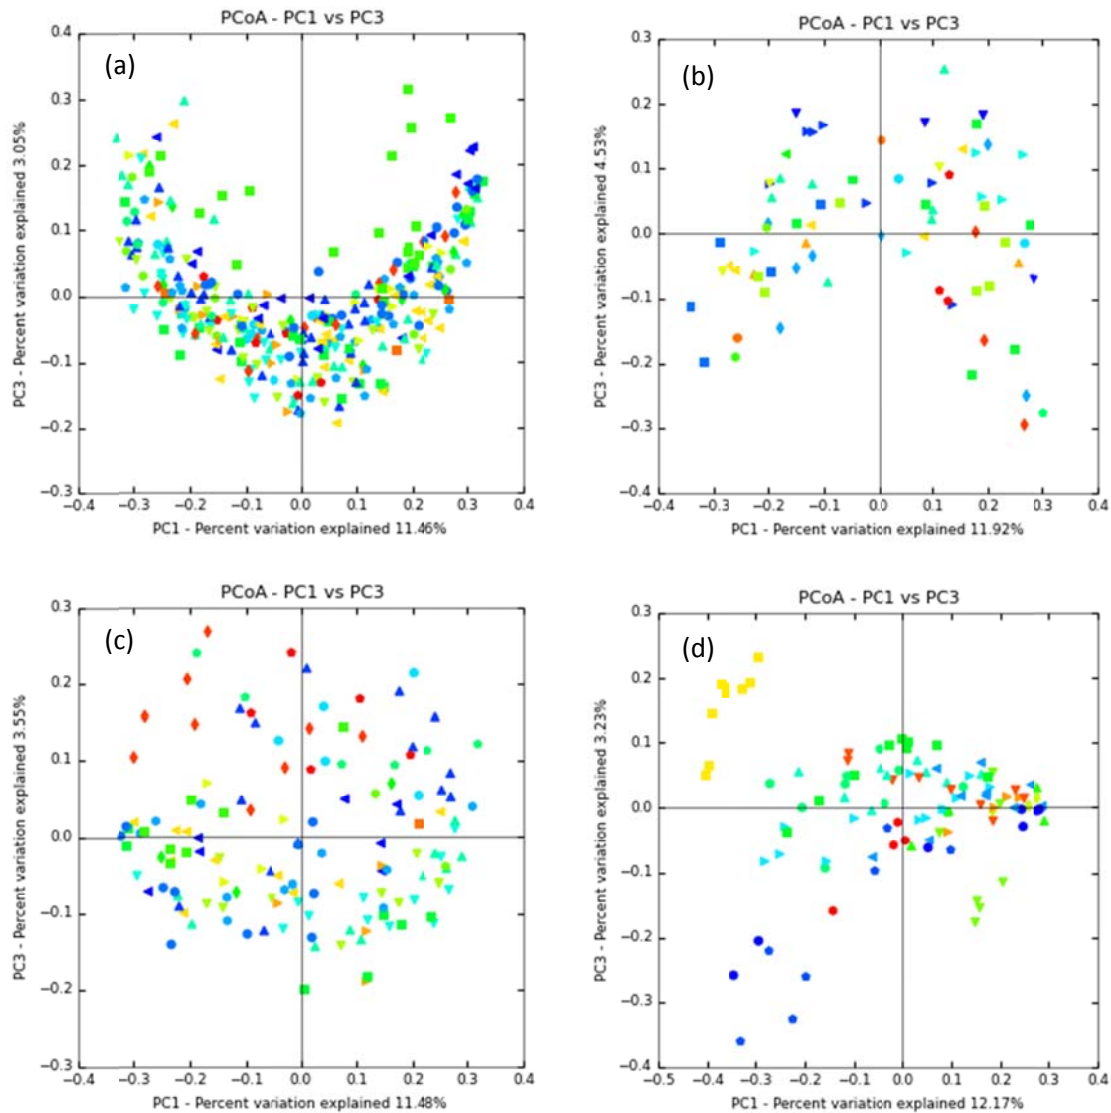 PCoA - PC1 vs PC3
(a)
0.4
0.3
0.2
0.1
0.0
−0.1
−0.2
−0.3
PC3 - Percent variation explained 3.05%
−0.4 −0.3 −0.2 −0.1 0.0 0.1 0.2 0.3 0.4
PC1 - Percent variation explained 11.46%
PCoA - PC1 vs PC3
(b)
0.3
0.2
0.1
0.0
−0.1
−0.2
−0.3
−0.4
PC3 - Percent variation explained 4.53%
−0.4 −0.3 −0.2 −0.1 0.0 0.1 0.2 0.3 0.4
PC1 - Percent variation explained 11.92%
PCoA - PC1 vs PC3
(c)
0.3
0.2
0.1
0.0
−0.1
−0.2
−0.3
PC3 - Percent variation explained 3.55%
−0.4 −0.3 −0.2 −0.1 0.0 0.1 0.2 0.3 0.4
PC1 - Percent variation explained 11.48%
PCoA - PC1 vs PC3
(d)
0.3
0.2
0.1
0.0
−0.1
−0.2
−0.3
−0.4
PC3 - Percent variation explained 3.23%
−0.5 −0.4 −0.3 −0.2 −0.1 0.0 0.1 0.2 0.3 0.4
PC1 - Percent variation explained 12.17%